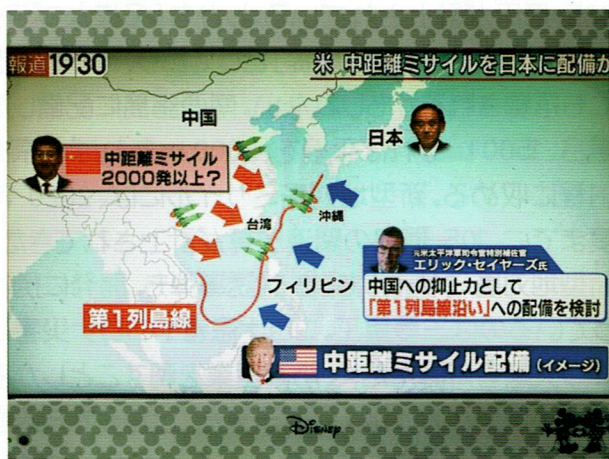 報道1930
米 中距離ミサイルを日本に配備か
中国
日本
中距離ミサイル
2000発以上?
台湾
沖縄
フィリピン
元米太平洋軍司令官特別補佐官
エリック・セイヤーズ氏
中国への抑止力として
「第1列島線沿い」への配備を検討
第1列島線
中距離ミサイル配備(イメージ)
Disney